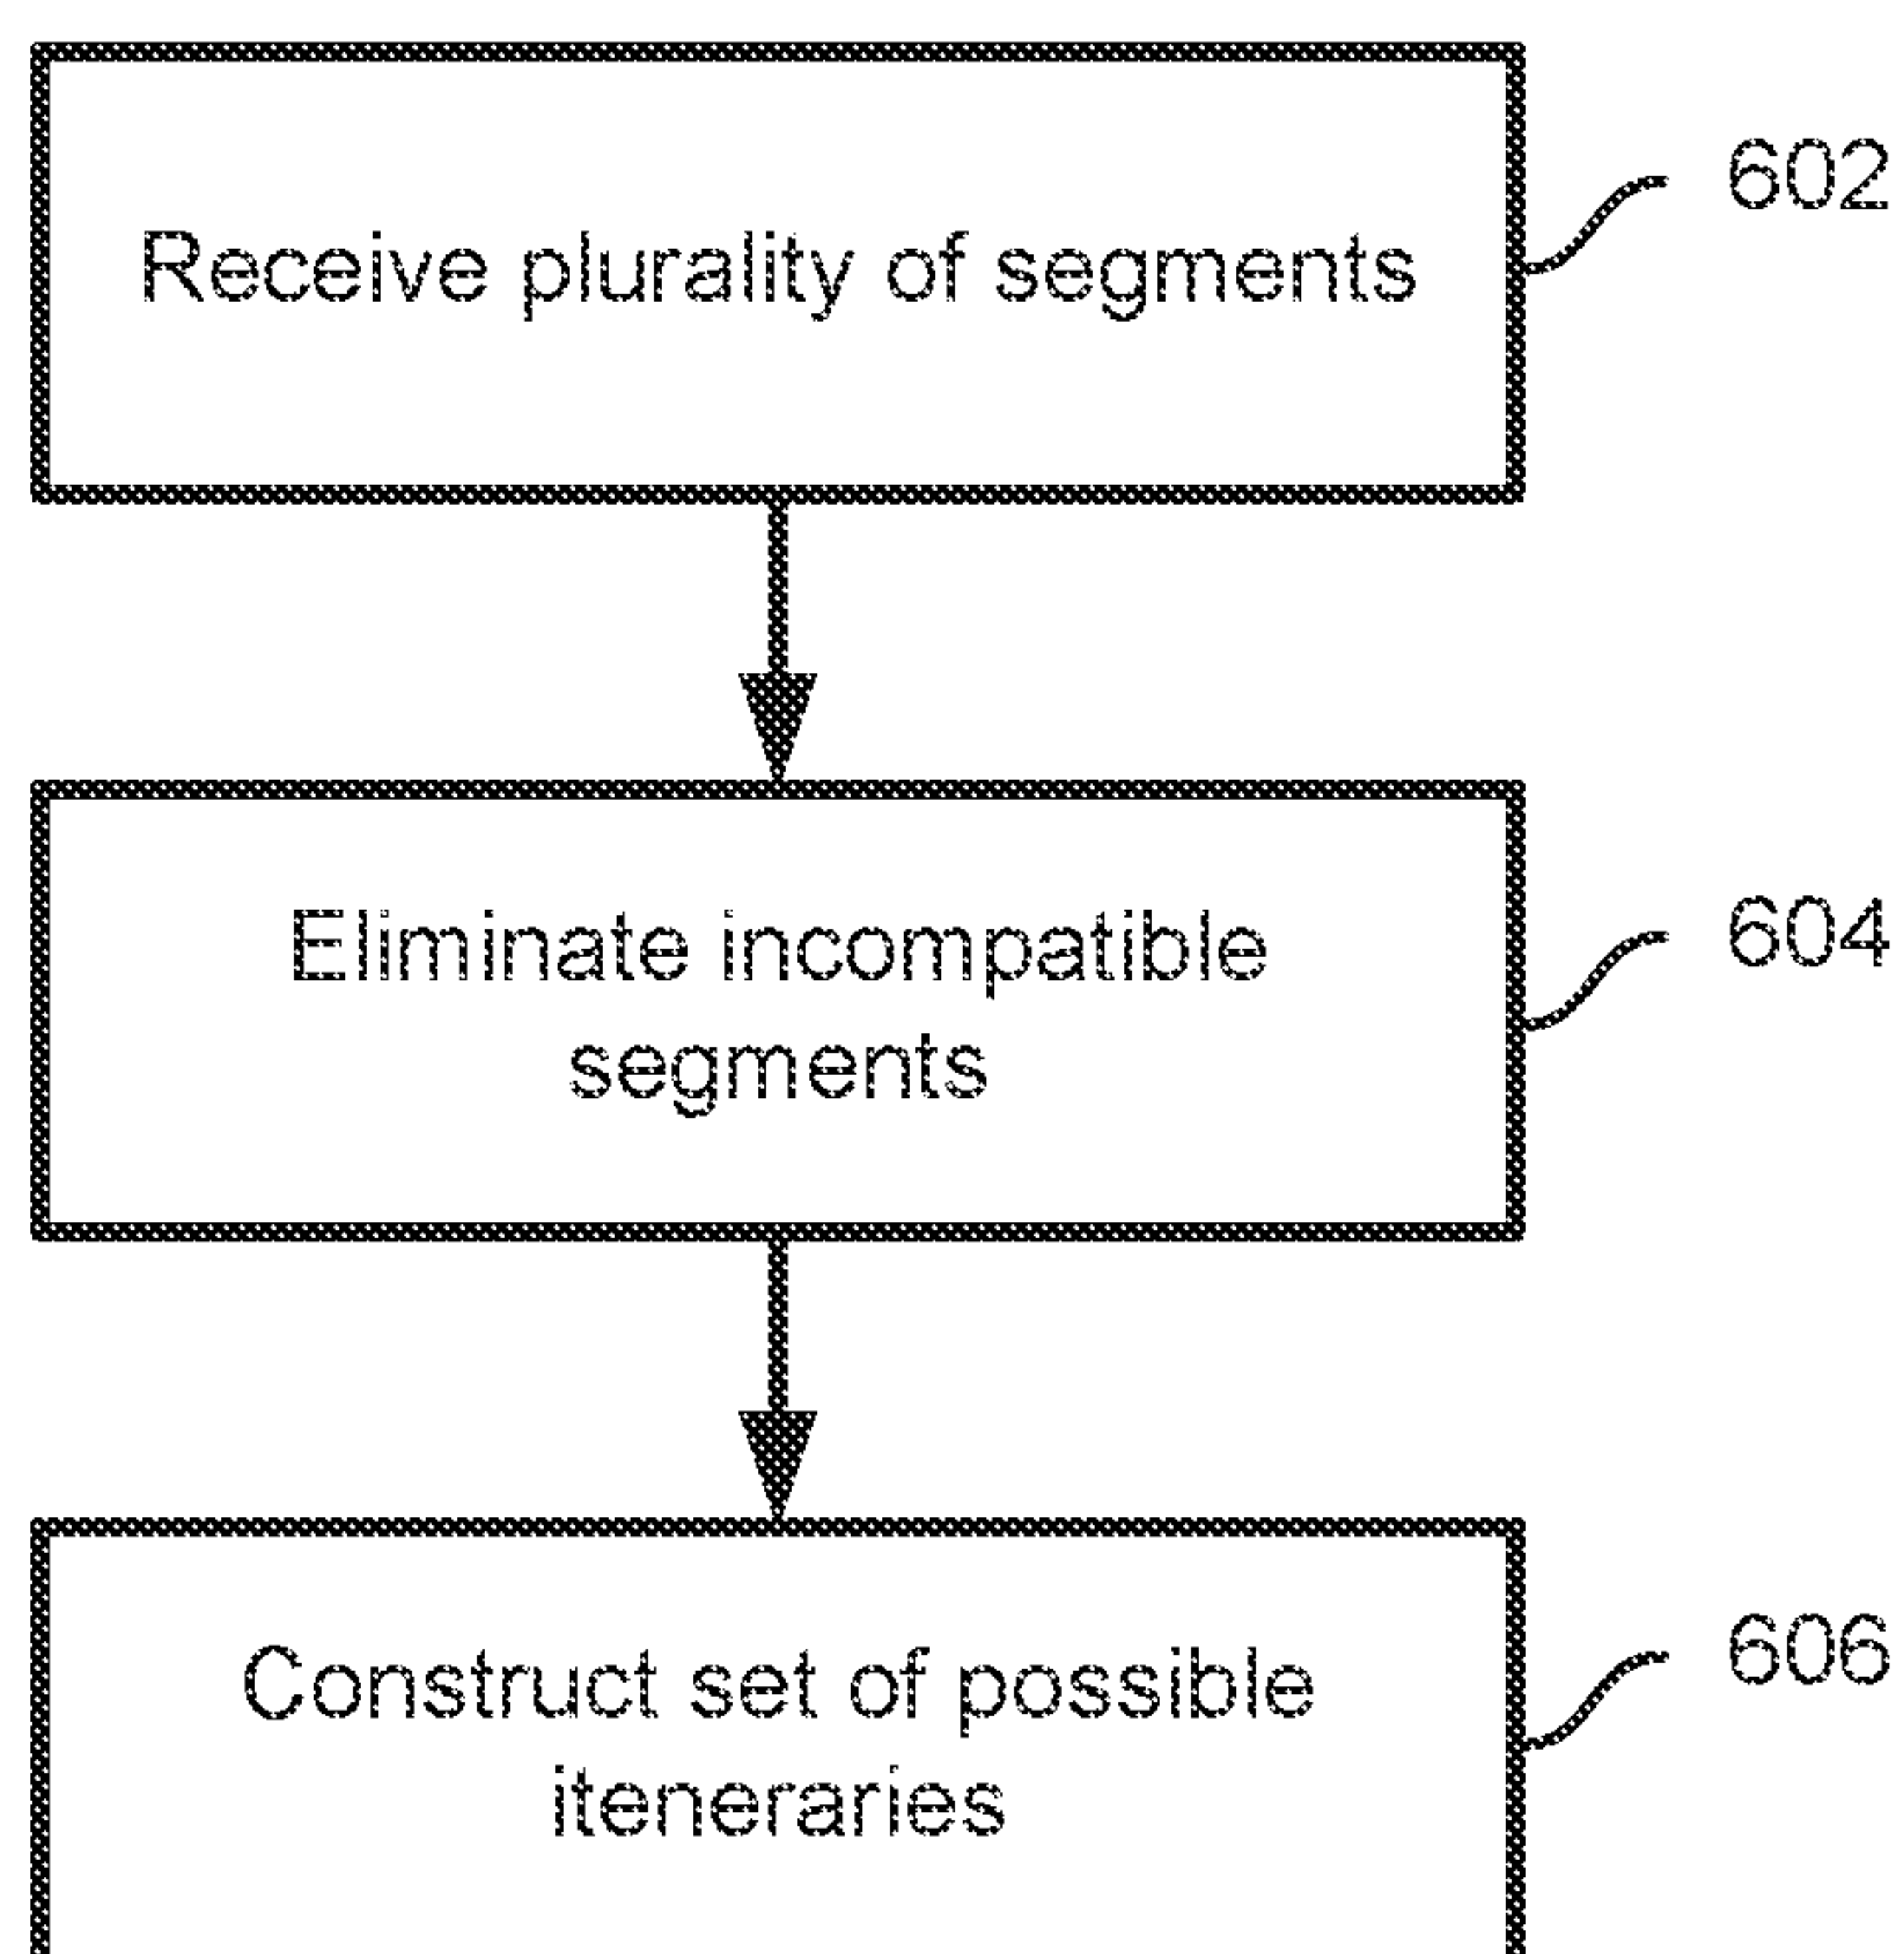 Receive plurality of segments
602
Eliminate incompatible
segments
604
Construct set of possible
iteneraries
606